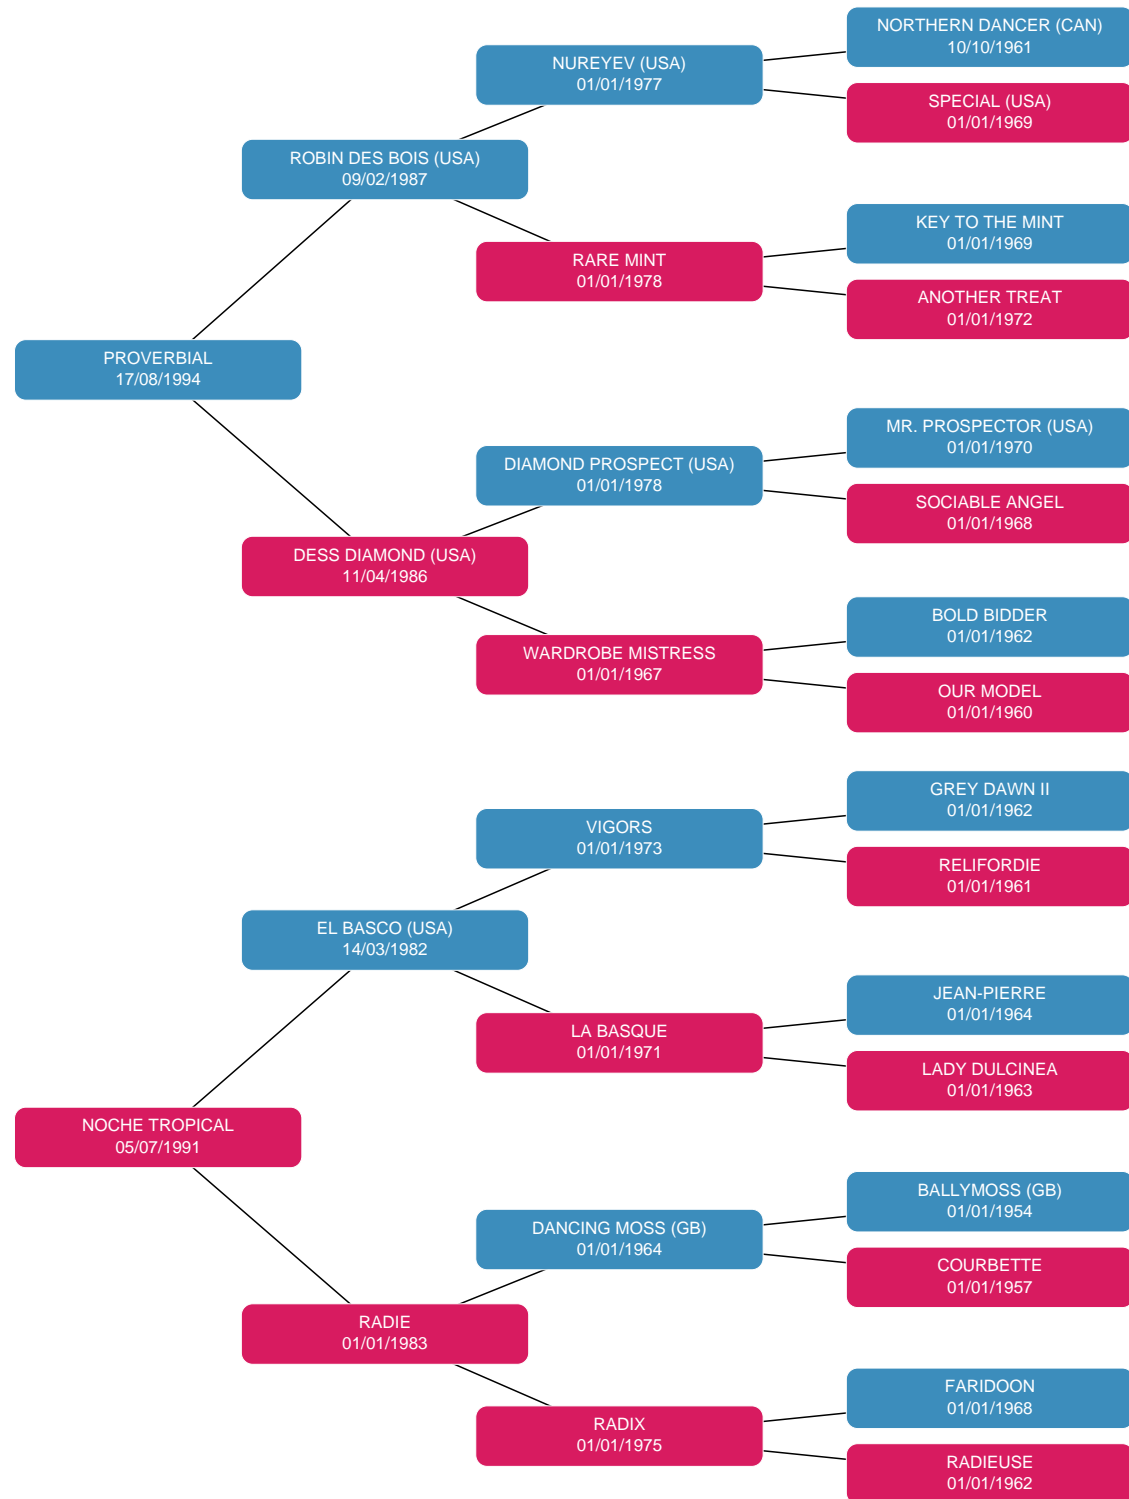 NORTHERN DANCER (CAN)
10/10/1961
NUREYEV (USA)
01/01/1977
SPECIAL (USA)
01/01/1969
ROBIN DES BOIS (USA)
09/02/1987
KEY TO THE MINT
01/01/1969
RARE MINT
01/01/1978
ANOTHER TREAT
01/01/1972
PROVERBIAL
17/08/1994
MR. PROSPECTOR (USA)
01/01/1970
DIAMOND PROSPECT (USA)
01/01/1978
SOCIABLE ANGEL
01/01/1968
DESS DIAMOND (USA)
11/04/1986
BOLD BIDDER
01/01/1962
WARDROBE MISTRESS
01/01/1967
OUR MODEL
01/01/1960
GREY DAWN II
01/01/1962
VIGORS
01/01/1973
RELIFORDIE
01/01/1961
EL BASCO (USA)
14/03/1982
JEAN-PIERRE
01/01/1964
LA BASQUE
01/01/1971
LADY DULCINEA
01/01/1963
NOCHE TROPICAL
05/07/1991
BALLYMOSS (GB)
01/01/1954
DANCING MOSS (GB)
01/01/1964
COURBETTE
01/01/1957
RADIE
01/01/1983
FARIDOON
01/01/1968
RADIX
01/01/1975
RADIEUSE
01/01/1962